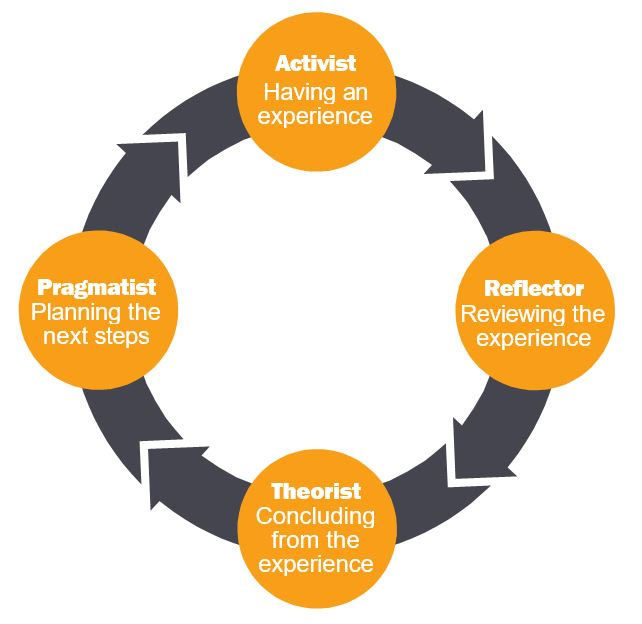 Activist
Having an
experience
Reflector
Reviewing the
experience
Theorist
Concluding
from the
experience
Pragmatist
Planning the
next steps